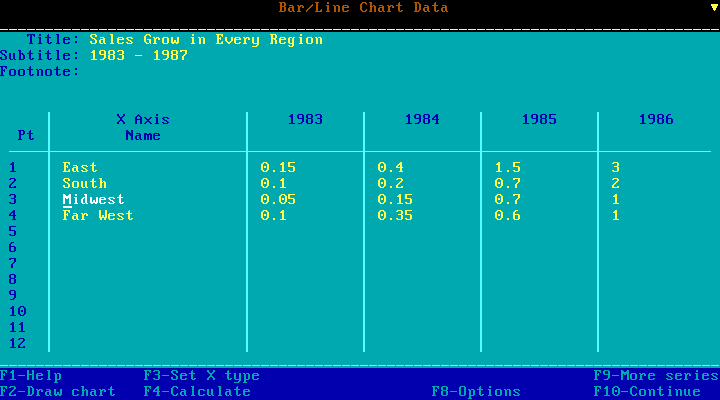 Bar/Line Chart Data ▼
Title: Sales Grow in Every Region
Subtitle: 1983 - 1987
Footnote:
X Axis 1983 1984 1985 1986
Pt Name
1 East 0.15 0.4 1.5 3
2 South 0.1 0.2 0.7 2
3 Midwest 0.05 0.15 0.7 1
4 Far West 0.1 0.35 0.6 1
5
6
7
8
9
10
11
12
F1-Help F3-Set X type F9-More series
F2-Draw chart F4-Calculate F8-Options F10-Continue